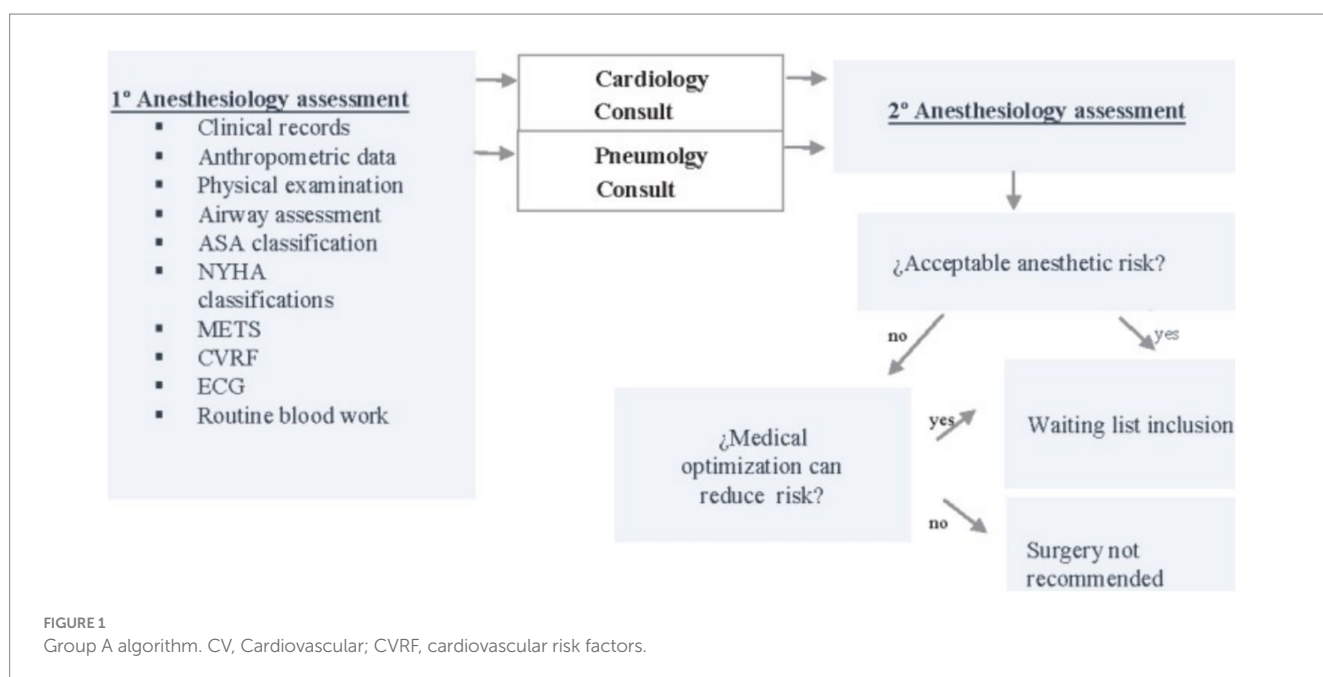 1º Anesthesiology assessment
▪ Clinical records
▪ Anthropometric data
▪ Physical examination
▪ Airway assessment
▪ ASA classification
▪ NYHA
classifications
▪ METS
▪ CVRF
▪ ECG
▪ Routine blood work
Cardiology
Consult
Pneumolgy
Consult
2º Anesthesiology assessment
¿Acceptable anesthetic risk?
no
yes
¿Medical
optimization can
reduce risk?
yes
no
Waiting list inclusion
Surgery not
recommended
FIGURE 1
Group A algorithm. CV, Cardiovascular; CVRF, cardiovascular risk factors.